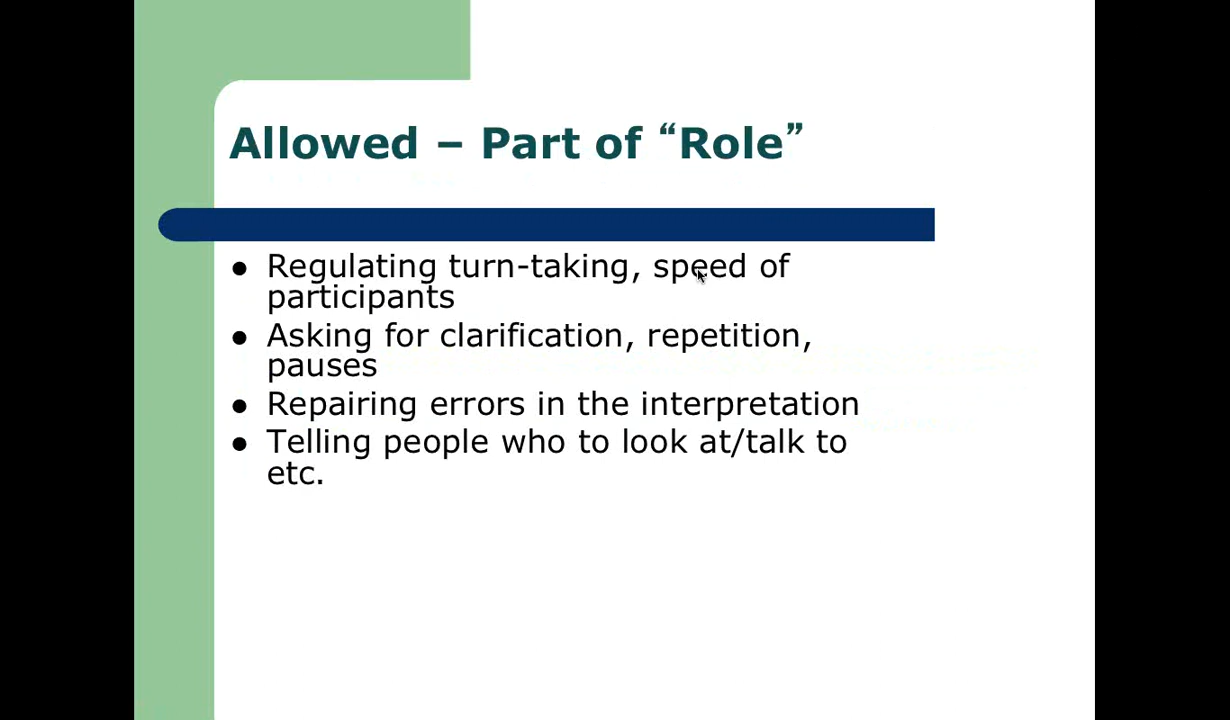 Allowed – Part of “Role”
● Regulating turn-taking, speed of
participants
● Asking for clarification, repetition,
pauses
● Repairing errors in the interpretation
● Telling people who to look at/talk to
etc.